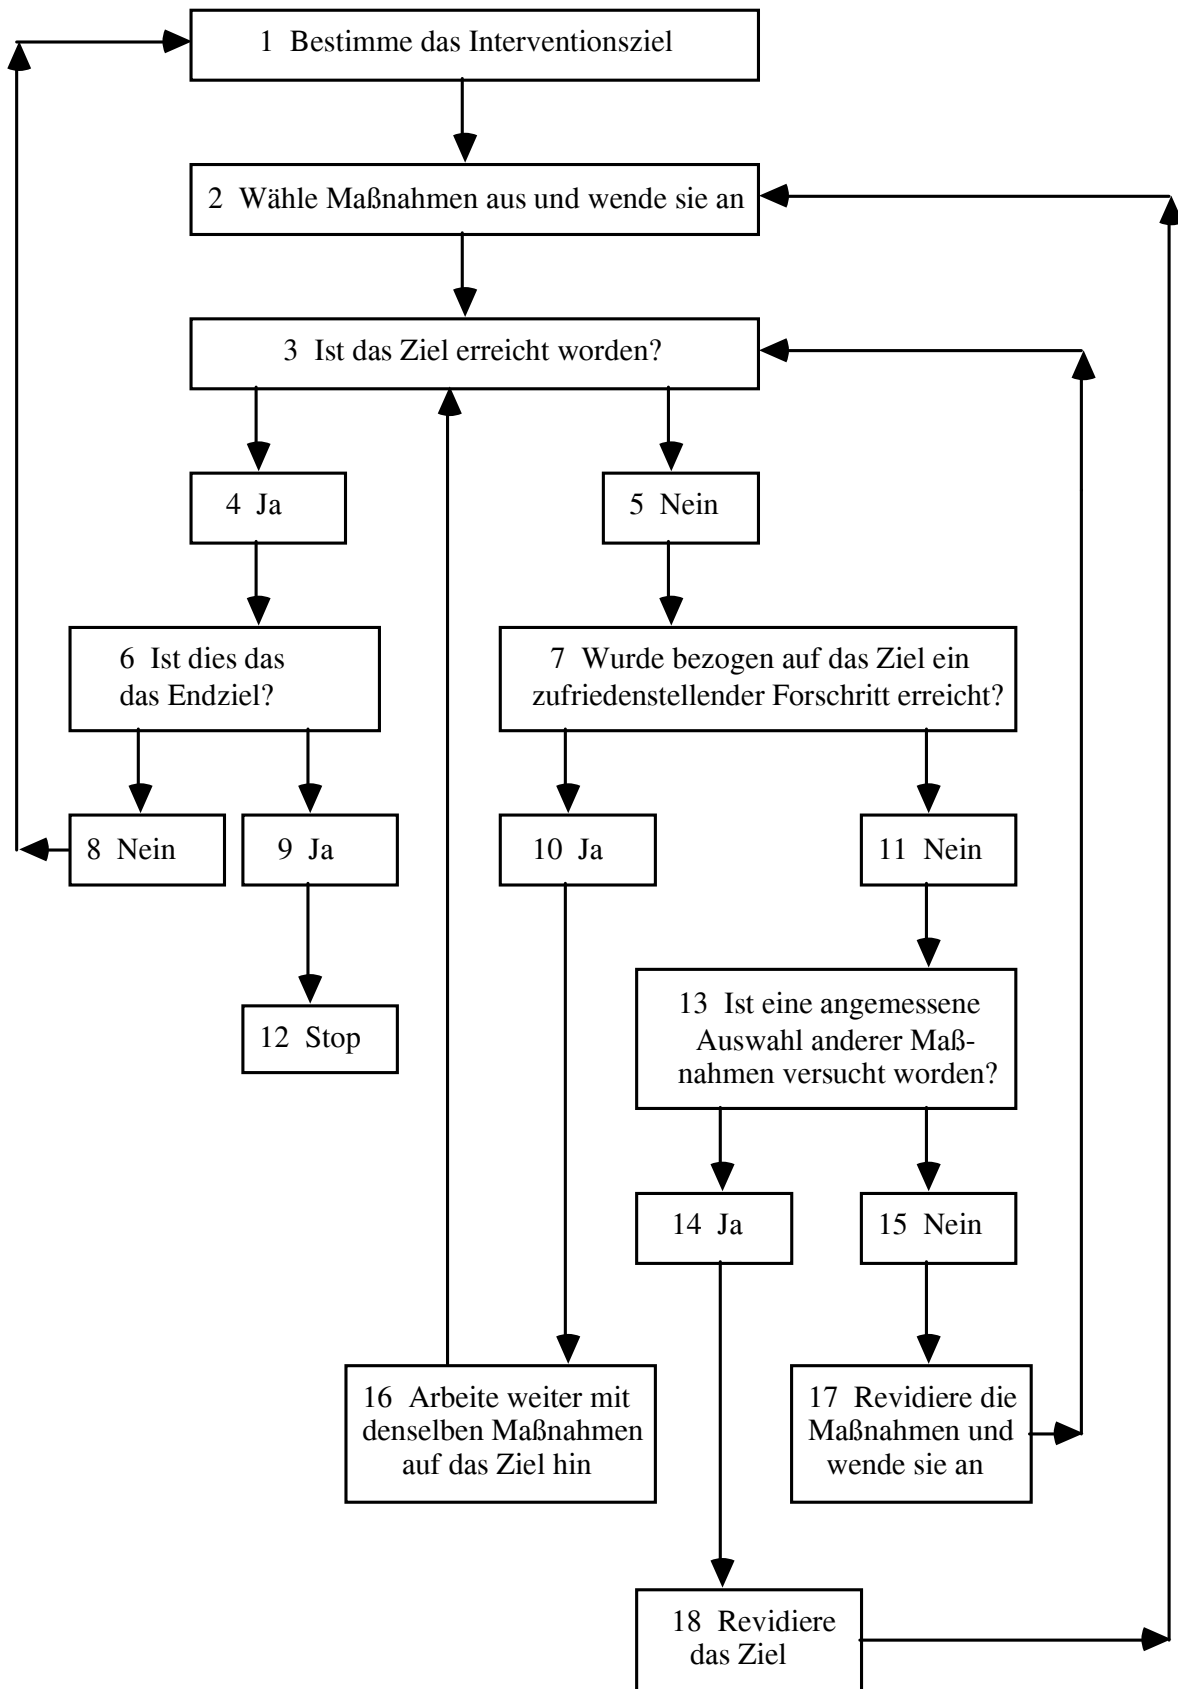 1 Bestimme das Interventionsziel
2 Wähle Maßnahmen aus und wende sie an
3 Ist das Ziel erreicht worden?
4 Ja
5 Nein
6 Ist dies das
das Endziel?
7 Wurde bezogen auf das Ziel ein
zufriedenstellender Forschritt erreicht?
8 Nein
9 Ja
10 Ja
11 Nein
12 Stop
13 Ist eine angemessene
Auswahl anderer Maß-
nahmen versucht worden?
14 Ja
15 Nein
16 Arbeite weiter mit
denselben Maßnahmen
auf das Ziel hin
17 Revidiere die
Maßnahmen und
wende sie an
18 Revidiere
das Ziel